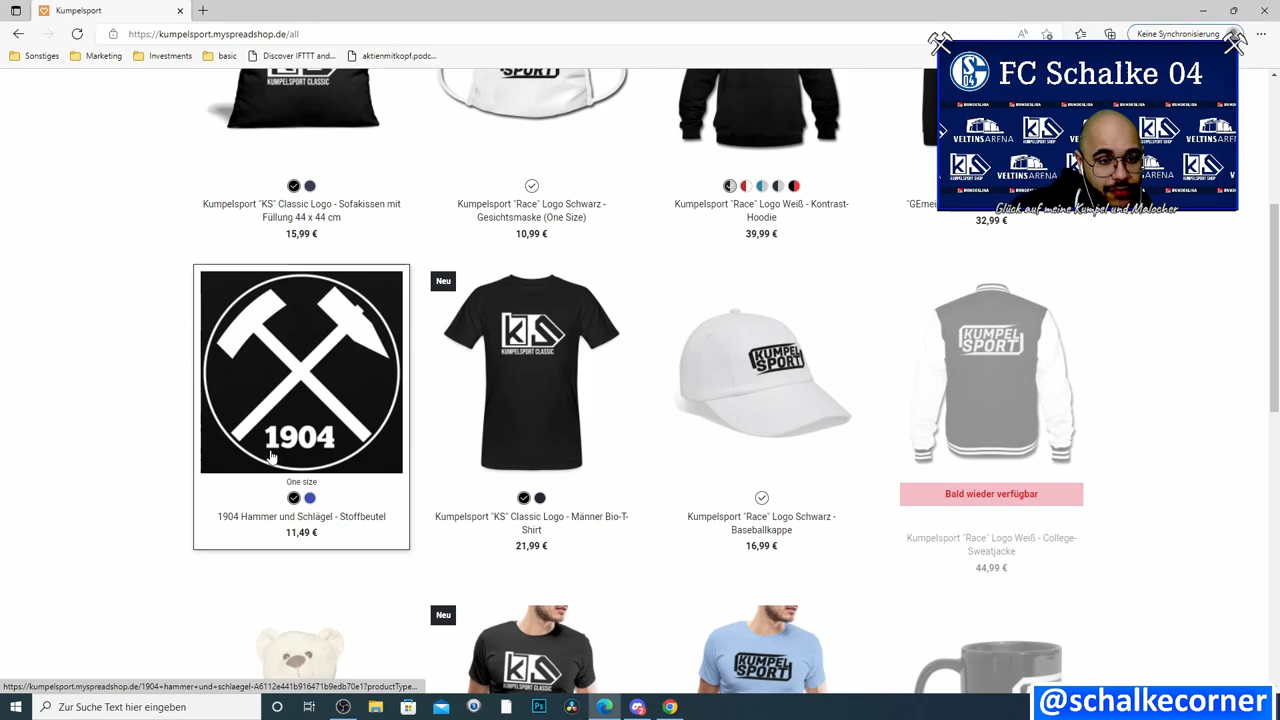 Kumpelsport
https://kumpelsport.myspreadshop.de/all
Keine Synchronisierung
Sonstiges
Marketing
Investments
basic
Discover IFTTT and...
aktienmitkopf.podc...
FC Schalke 04
VELTINS ARENA
VELTINS ARENA
Glück auf meine Kumpel und Malocher
KUMPELSPORT CLASSIC
SPORT
Kumpelsport "KS" Classic Logo - Sofakissen mit
Füllung 44 x 44 cm
15,99 €
Kumpelsport "Race" Logo Schwarz -
Gesichtsmaske (One Size)
10,99 €
Kumpelsport "Race" Logo Weiß - Kontrast-
Hoodie
39,99 €
"GEmei
32,99 €
1904
One size
1904 Hammer und Schlägel - Stoffbeutel
11,49 €
Neu
KS
KUMPELSPORT CLASSIC
Kumpelsport "KS" Classic Logo - Männer Bio-T-
Shirt
21,99 €
KUMPEL
SPORT
Kumpelsport "Race" Logo Schwarz -
Baseballkappe
16,99 €
KUMPEL
SPORT
Bald wieder verfügbar
Kumpelsport "Race" Logo Weiß - College-
Sweatjacke
44,99 €
Neu
KS
KUMPEL
SPORT
https://kumpelsport.myspreadshop.de/1904+hammer+und+schlaegel-A6112e441b916471b9edb70e1?productType...
Zur Suche Text hier eingeben
@schalkecorner